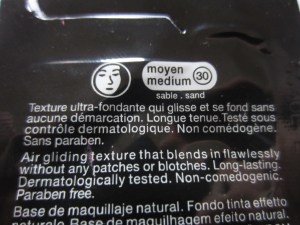 moyen
medium 30
sable . sand
Texture ultra-fondante qui glisse et se fond sans
aucune démarcation. Longue tenue.Testé sous
contrôle dermatologique. Non comédogène.
Sans paraben.
Air gliding texture that blends in flawlessly
without any patches or blotches. Long-lasting.
Dermatologically tested. Non-comedogenic.
Paraben free.
Base de maquillaje natural. Fondo tinta effetto
naturale. Base de maquilhagem efeito natural.